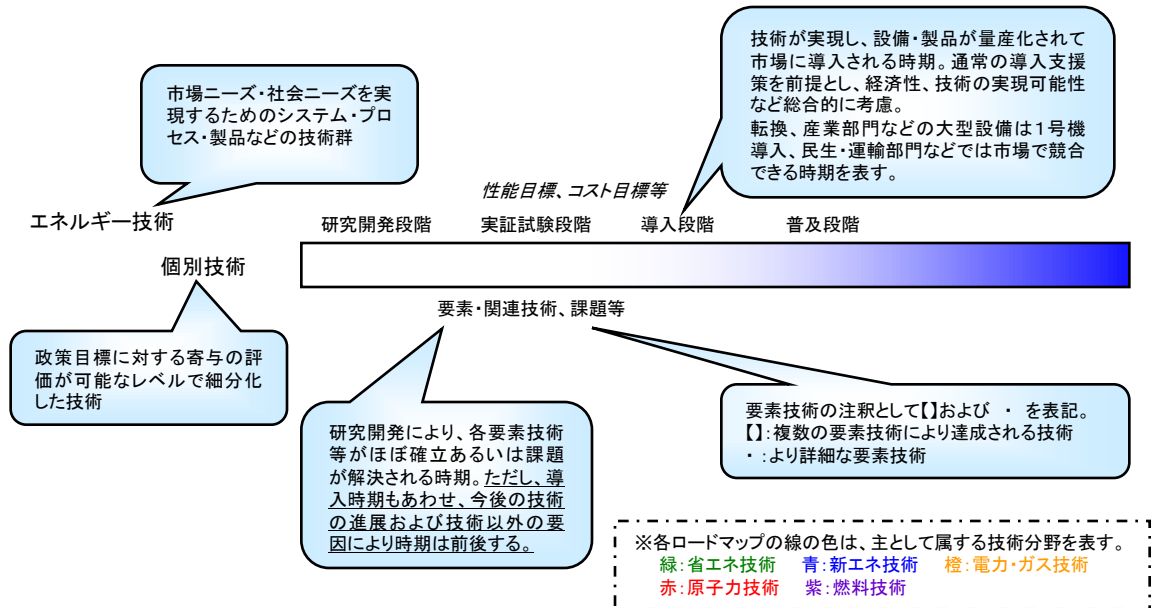 技術が実現し、設備・製品が量産化されて
市場に導入される時期。通常の導入支援
策を前提とし、経済性、技術の実現可能性
など総合的に考慮。
転換、産業部門などの大型設備は１号機
導入、民生・運輸部門などでは市場で競合
できる時期を表す。
市場ニーズ・社会ニーズを実
現するためのシステム・プロ
セス・製品などの技術群
性能目標、コスト目標等
エネルギー技術
研究開発段階 実証試験段階 導入段階 普及段階
個別技術
要素・関連技術、課題等
政策目標に対する寄与の評
価が可能なレベルで細分化
した技術
研究開発により、各要素技術
等がほぼ確立あるいは課題
が解決される時期。ただし、導
入時期もあわせ、今後の技術
の進展および技術以外の要
因により時期は前後する。
要素技術の注釈として【】および ・ を表記。
【】：複数の要素技術により達成される技術
・：より詳細な要素技術
※各ロードマップの線の色は、主として属する技術分野を表す。
緑：省エネ技術 青：新エネ技術 橙：電力・ガス技術
赤：原子力技術 紫：燃料技術